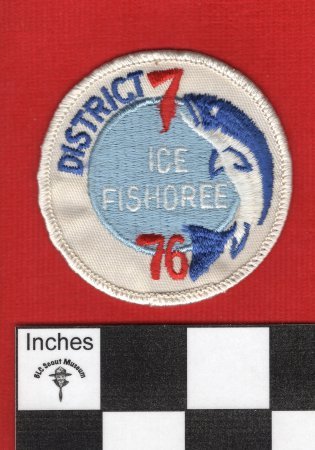 DISTRICT 7
ICE
FISHOREE
76
Inches
BLC Scout Museum